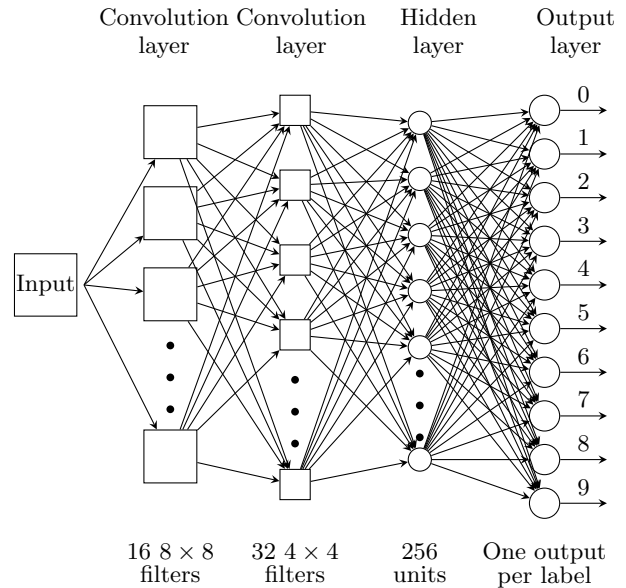 Convolution layer
Convolution layer
Hidden layer
Output layer
Input
0
1
2
3
4
5
6
7
8
9
16 8 × 8
filters
32 4 × 4
filters
256
units
One output
per label